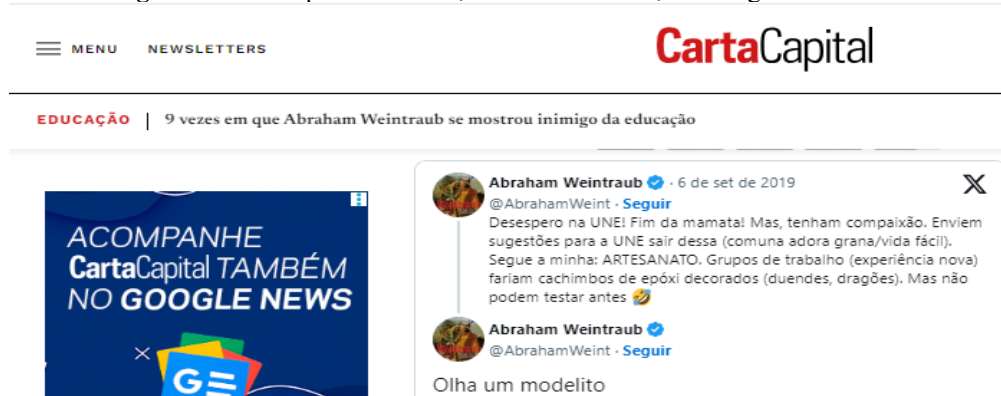 MENU NEWSLETTERS
CartaCapital
EDUCAÇÃO | 9 vezes em que Abraham Weintraub se mostrou inimigo da educação
ACOMPANHE
CartaCapital TAMBÉM
NO GOOGLE NEWS
G
Abraham Weintraub · 6 de set de 2019
@AbrahamWeint · Seguir
Desespero na UNE! Fim da mamata! Mas, tenham compaixão. Enviem
sugestões para a UNE sair dessa (comuna adora grana/vida fácil).
Segue a minha: ARTESANATO. Grupos de trabalho (experiência nova)
fariam cachimbos de epóxi decorados (duendes, dragões). Mas não
podem testar antes 🤣
Abraham Weintraub
@AbrahamWeint · Seguir
Olha um modelito